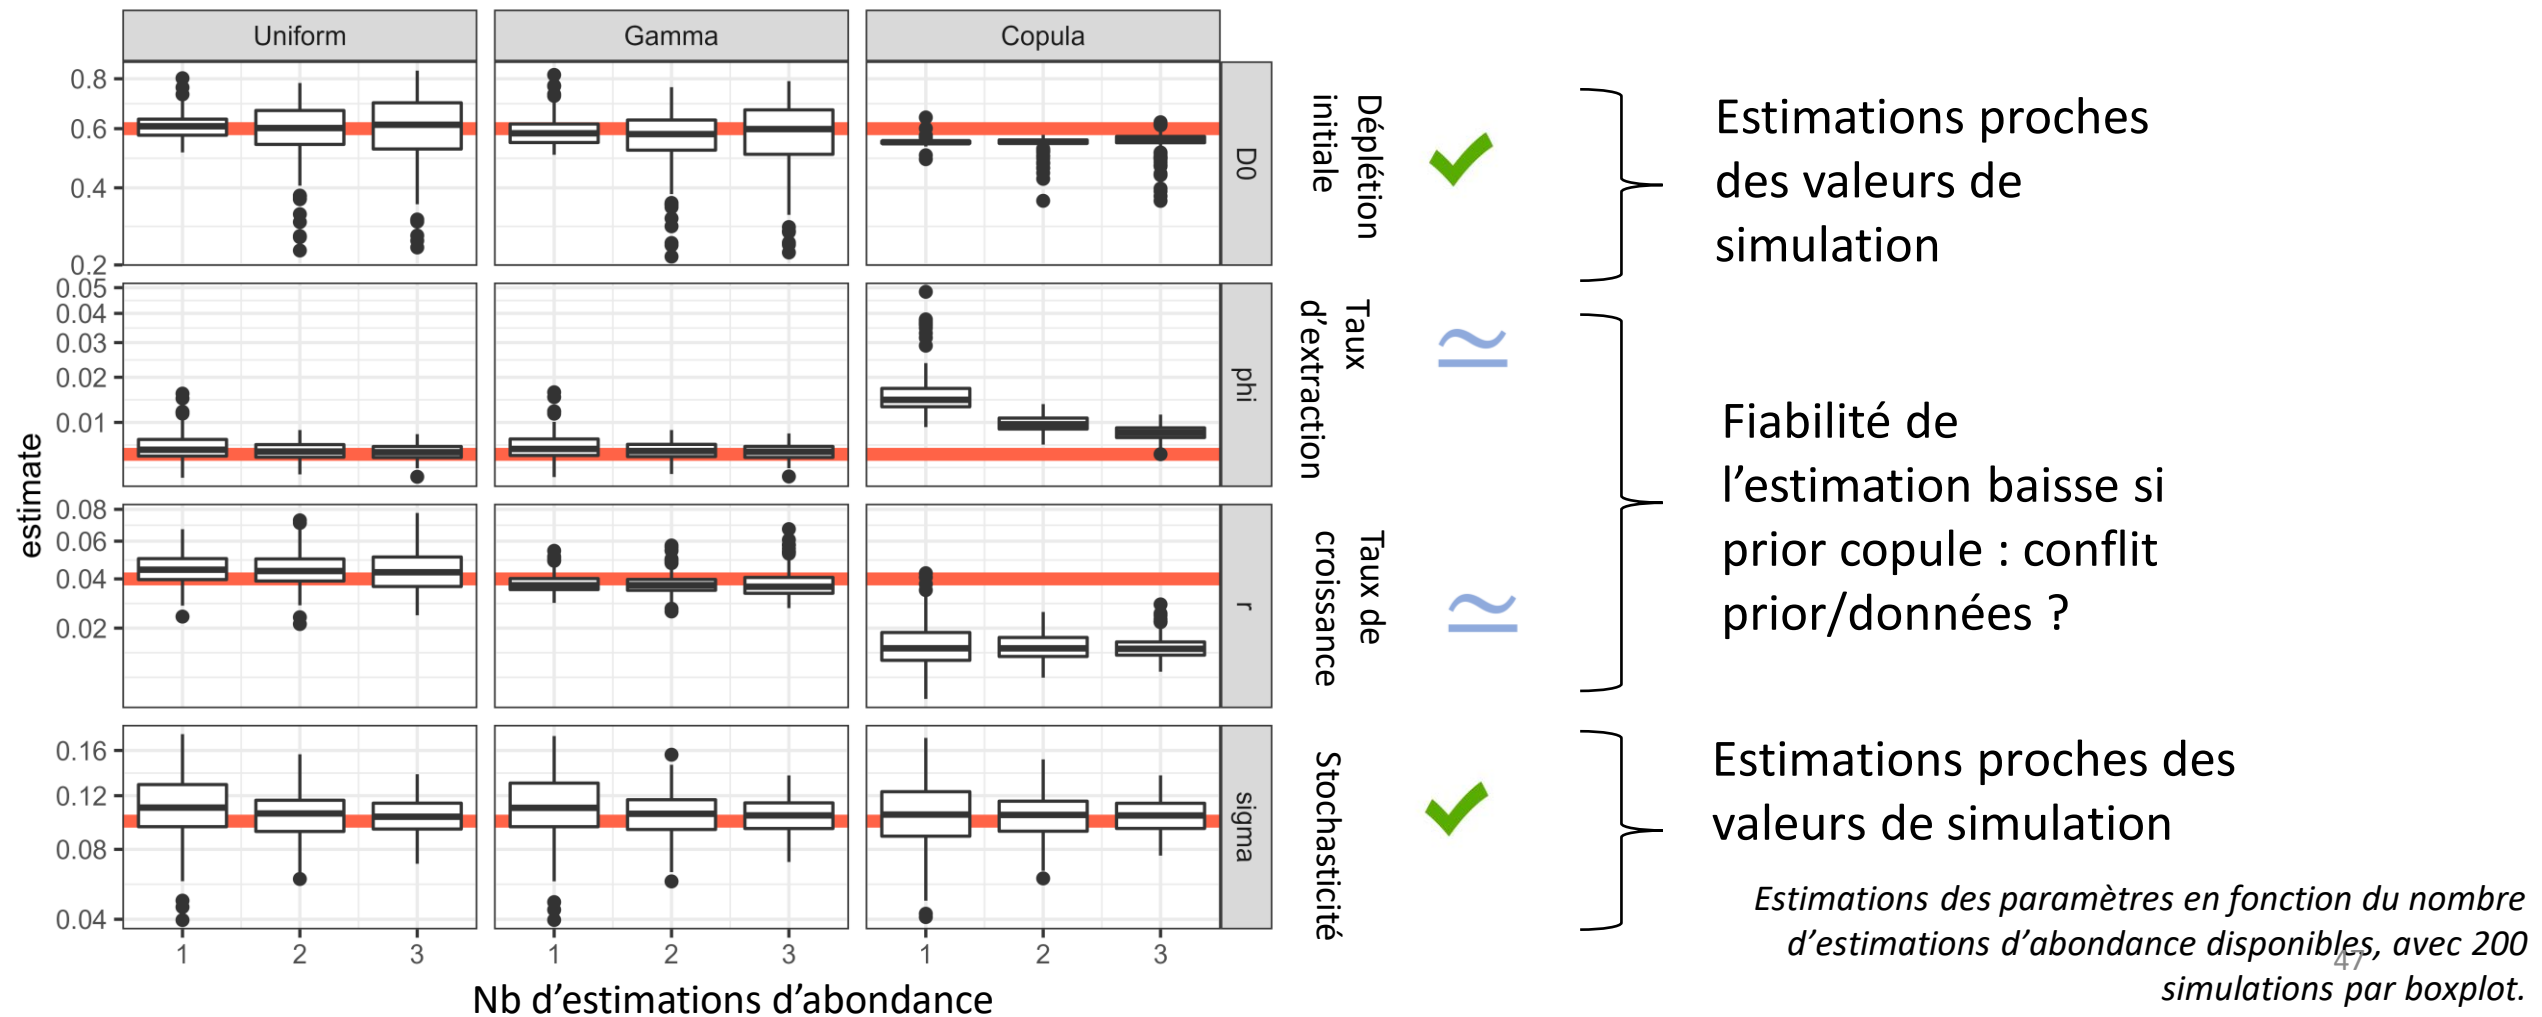 Uniform
Gamma
Copula
0.8
0.6
0.4
0.2
D0
Déplétion
initiale
Estimations proches
des valeurs de
simulation
0.05
0.04
0.03
0.02
0.01
phi
Taux
d’extraction
≃
estimate
0.08
0.06
0.04
0.02
r
Taux de
croissance
≃
Fiabilité de
l’estimation baisse si
prior copule : conflit
prior/données ?
0.16
0.12
0.08
0.04
sigma
Stochasticité
Estimations proches des
valeurs de simulation
1 2 3
1 2 3
1 2 3
Nb d’estimations d’abondance
Estimations des paramètres en fonction du nombre
d’estimations d’abondance disponibles, avec 200
simulations par boxplot.
47